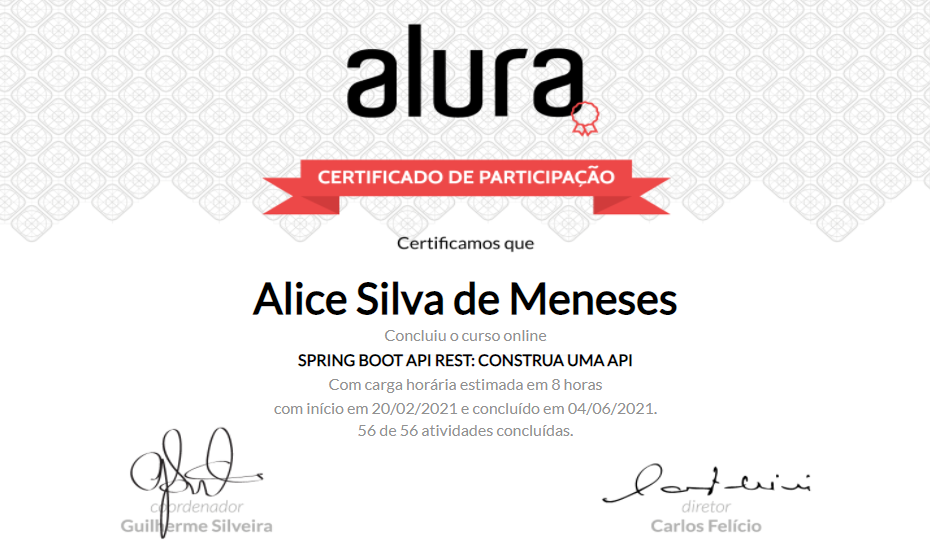 alura
CERTIFICADO DE PARTICIPAÇÃO
Certificamos que
Alice Silva de Meneses
Concluiu o curso online
SPRING BOOT API REST: CONSTRUA UMA API
Com carga horária estimada em 8 horas
com início em 20/02/2021 e concluído em 04/06/2021.
56 de 56 atividades concluídas.
coordenador
Guilherme Silveira
diretor
Carlos Felício